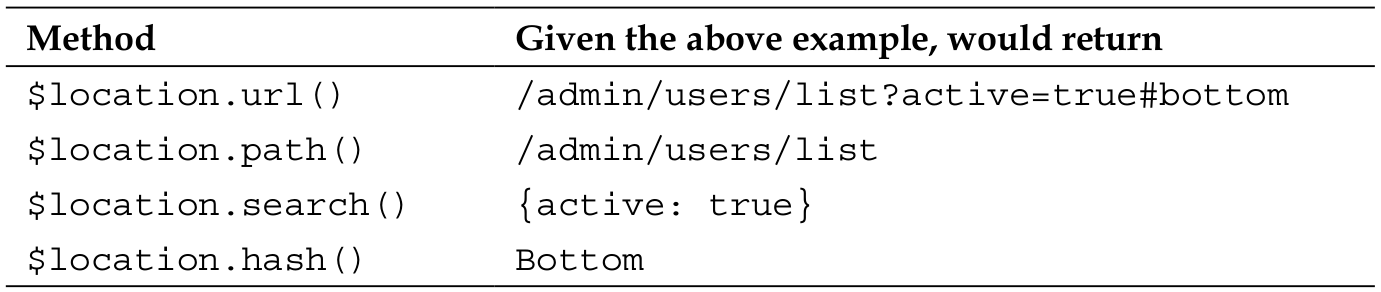 Method Given the above example, would return
$location.url() /admin/users/list?active=true#bottom
$location.path() /admin/users/list
$location.search() {active: true}
$location.hash() Bottom